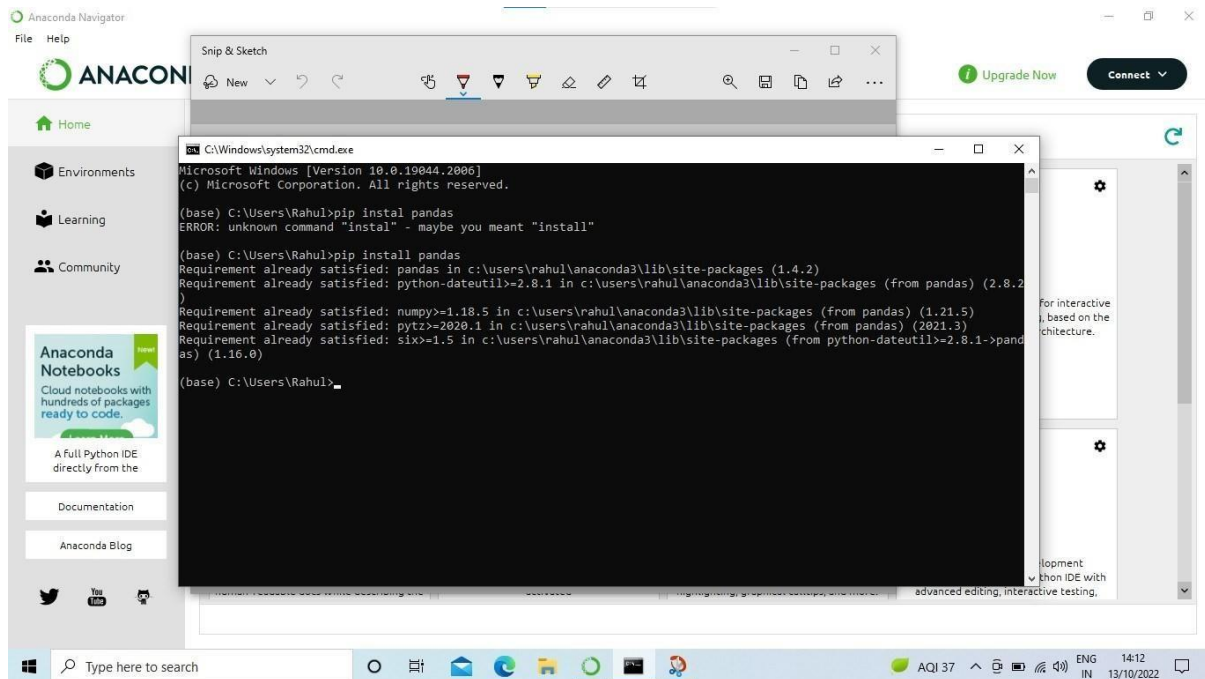 Anaconda Navigator
File Help
Snip & Sketch
ANACON
New
Upgrade Now
Connect
Home
Environments
Learning
Community
C:\Windows\system32\cmd.exe
Microsoft Windows [Version 10.0.19044.2006]
(c) Microsoft Corporation. All rights reserved.
(base) C:\Users\Rahul>pip instal pandas
ERROR: unknown command "instal" - maybe you meant "install"
(base) C:\Users\Rahul>pip install pandas
Requirement already satisfied: pandas in c:\users\rahul\anaconda3\lib\site-packages (1.4.2)
Requirement already satisfied: python-dateutil>=2.8.1 in c:\users\rahul\anaconda3\lib\site-packages (from pandas) (2.8.2
)
Requirement already satisfied: numpy>=1.18.5 in c:\users\rahul\anaconda3\lib\site-packages (from pandas) (1.21.5)
Requirement already satisfied: pytz>=2020.1 in c:\users\rahul\anaconda3\lib\site-packages (from pandas) (2021.3)
Requirement already satisfied: six>=1.5 in c:\users\rahul\anaconda3\lib\site-packages (from python-dateutil>=2.8.1->pand
as) (1.16.0)
(base) C:\Users\Rahul>
for interactive
, based on the
rchitecture.
Anaconda
Notebooks
New!
Cloud notebooks with
hundreds of packages
ready to code.
A full Python IDE
directly from the
Documentation
Anaconda Blog
You
Tube
lopment
thon IDE with
advanced editing, interactive testing,
Type here to search
AQI 37
ENG
IN
14:12
13/10/2022